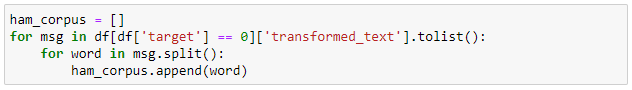 ham_corpus = []
for msg in df[df['target'] == 0]['transformed_text'].tolist():
    for word in msg.split():
        ham_corpus.append(word)